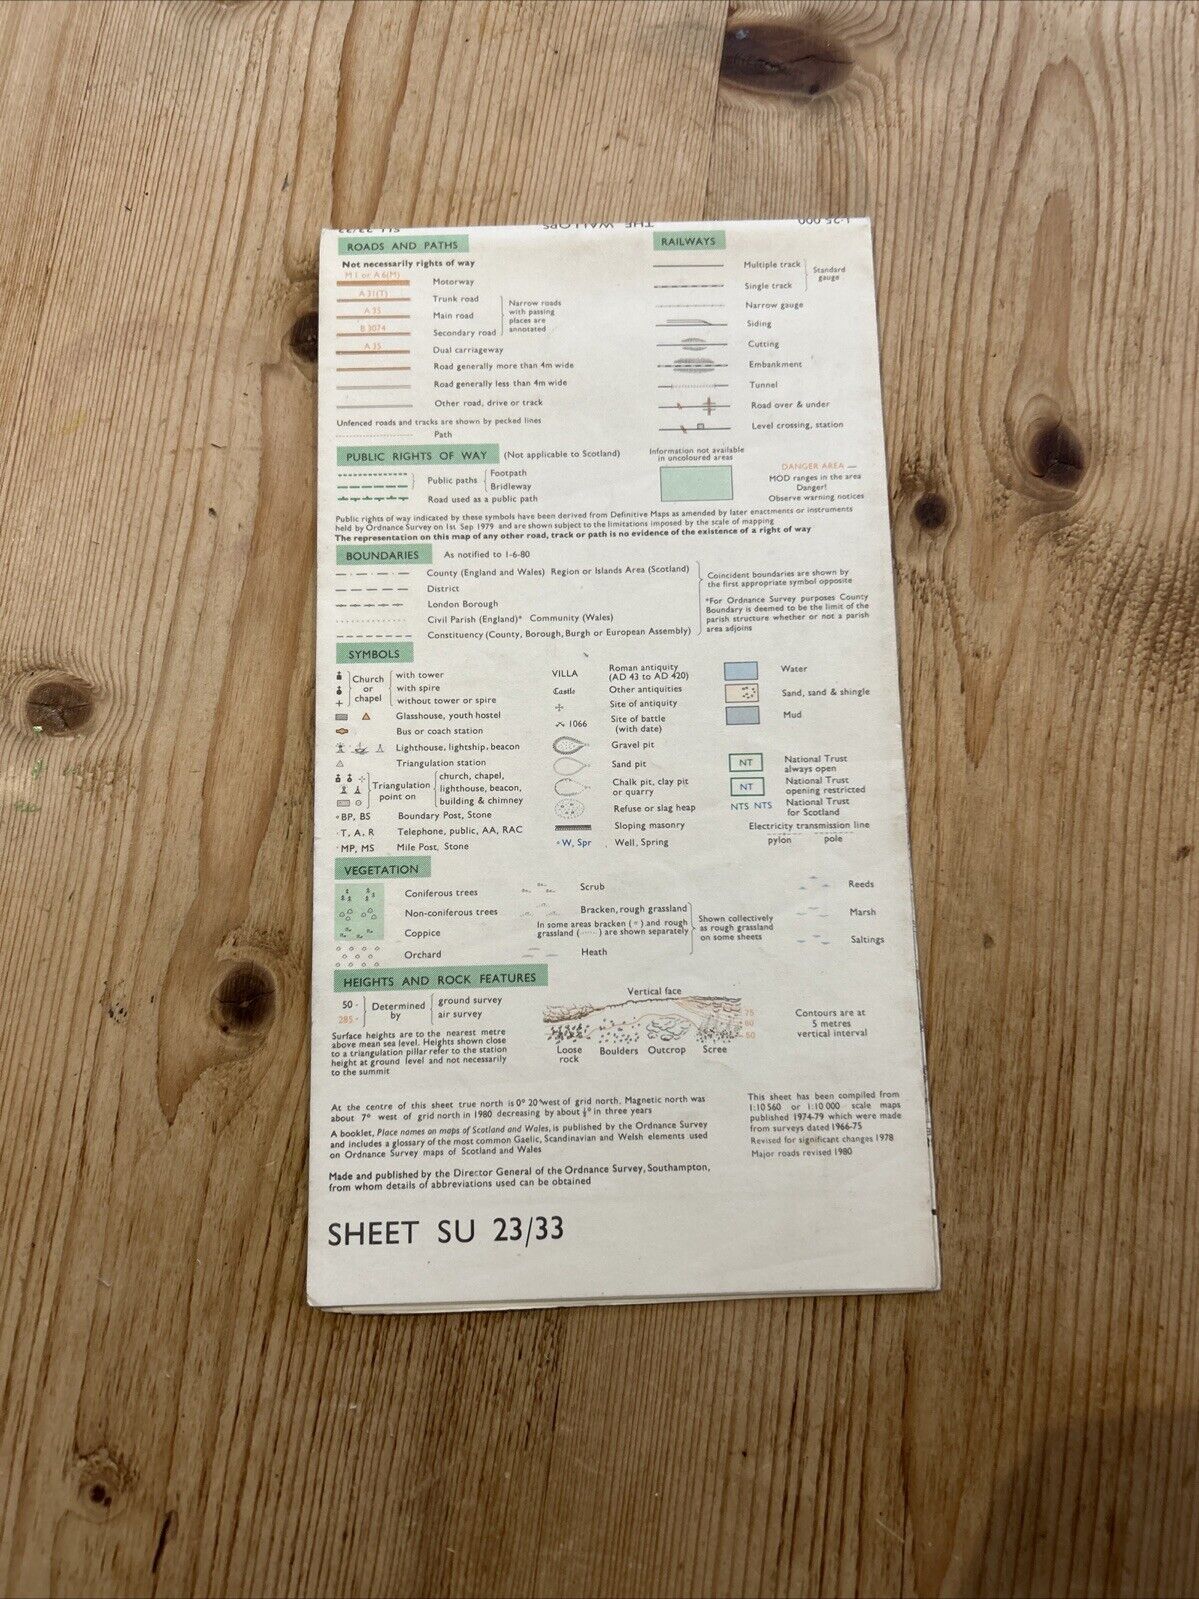 THE WALLOPS
1:25 000
ROADS AND PATHS
Not necessarily rights of way
M I or A 6(M)
Motorway
A 31(T)
Trunk road
A 35
Main road
B 3074
Secondary road
Narrow roads
with passing
places are
annotated
A 35
Dual carriageway
Road generally more than 4m wide
Road generally less than 4m wide
Other road, drive or track
Unfenced roads and tracks are shown by pecked lines
Path
RAILWAYS
Multiple track
Single track
Standard
gauge
Narrow gauge
Siding
Cutting
Embankment
Tunnel
Road over & under
Level crossing, station
PUBLIC RIGHTS OF WAY (Not applicable to Scotland)
Public paths
Footpath
Bridleway
Road used as a public path
Information not available
in uncoloured areas
DANGER AREA
MOD ranges in the area
Danger!
Observe warning notices
Public rights of way indicated by these symbols have been derived from Definitive Maps as amended by later enactments or instruments
held by Ordnance Survey on 1st Sep 1979 and are shown subject to the limitations imposed by the scale of mapping
The representation on this map of any other road, track or path is no evidence of the existence of a right of way
BOUNDARIES As notified to 1-6-80
County (England and Wales) Region or Islands Area (Scotland)
District
London Borough
Civil Parish (England)* Community (Wales)
Constituency (County, Borough, Burgh or European Assembly)
Coincident boundaries are shown by
the first appropriate symbol opposite
*For Ordnance Survey purposes County
Boundary is deemed to be the limit of the
parish structure whether or not a parish
area adjoins
SYMBOLS
Church
or
chapel
with tower
with spire
without tower or spire
Glasshouse, youth hostel
Bus or coach station
Lighthouse, lightship, beacon
Triangulation station
Triangulation
point on
church, chapel,
lighthouse, beacon,
building & chimney
BP, BS Boundary Post, Stone
T, A, R Telephone, public, AA, RAC
MP, MS Mile Post, Stone
VILLA Roman antiquity
(AD 43 to AD 420)
Castle Other antiquities
Site of antiquity
1066 Site of battle
(with date)
Gravel pit
Sand pit
Chalk pit, clay pit
or quarry
Refuse or slag heap
Sloping masonry
W, Spr Well, Spring
Water
Sand, sand & shingle
Mud
NT National Trust
always open
NT National Trust
opening restricted
NTS NTS National Trust
for Scotland
Electricity transmission line
pylon pole
VEGETATION
Coniferous trees
Non-coniferous trees
Coppice
Orchard
Scrub
Bracken, rough grassland
In some areas bracken ( " ) and rough
grassland ( ...... ) are shown separately
Heath
Shown collectively
as rough grassland
on some sheets
Reeds
Marsh
Saltings
HEIGHTS AND ROCK FEATURES
50 ·
285 ·
Determined
by
ground survey
air survey
Surface heights are to the nearest metre
above mean sea level. Heights shown close
to a triangulation pillar refer to the station
height at ground level and not necessarily
to the summit
Vertical face
75
60
50
Loose
rock
Boulders
Outcrop
Scree
Contours are at
5 metres
vertical interval
At the centre of this sheet true north is 0° 20' west of grid north. Magnetic north was
about 7° west of grid north in 1980 decreasing by about ½° in three years
A booklet, Place names on maps of Scotland and Wales, is published by the Ordnance Survey
and includes a glossary of the most common Gaelic, Scandinavian and Welsh elements used
on Ordnance Survey maps of Scotland and Wales
Made and published by the Director General of the Ordnance Survey, Southampton,
from whom details of abbreviations used can be obtained
This sheet has been compiled from
1:10 560 or 1:10 000 scale maps
published 1974-79 which were made
from surveys dated 1966-75
Revised for significant changes 1978
Major roads revised 1980
SHEET SU 23/33